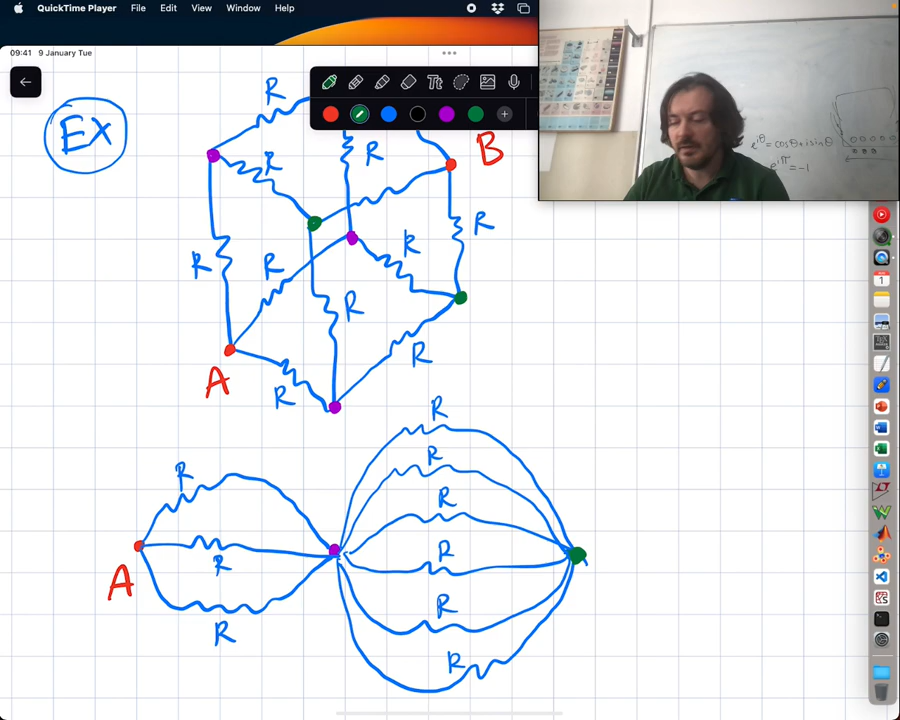 QuickTime Player File Edit View Window Help
09:41 9 January Tue
EX
R
R
B
R
R
R
R
R
R
A
R
R
R
R
R
R
R
R
A
R
R
R
R
e^iθ = cosθ + i sinθ
e^iπ = -1